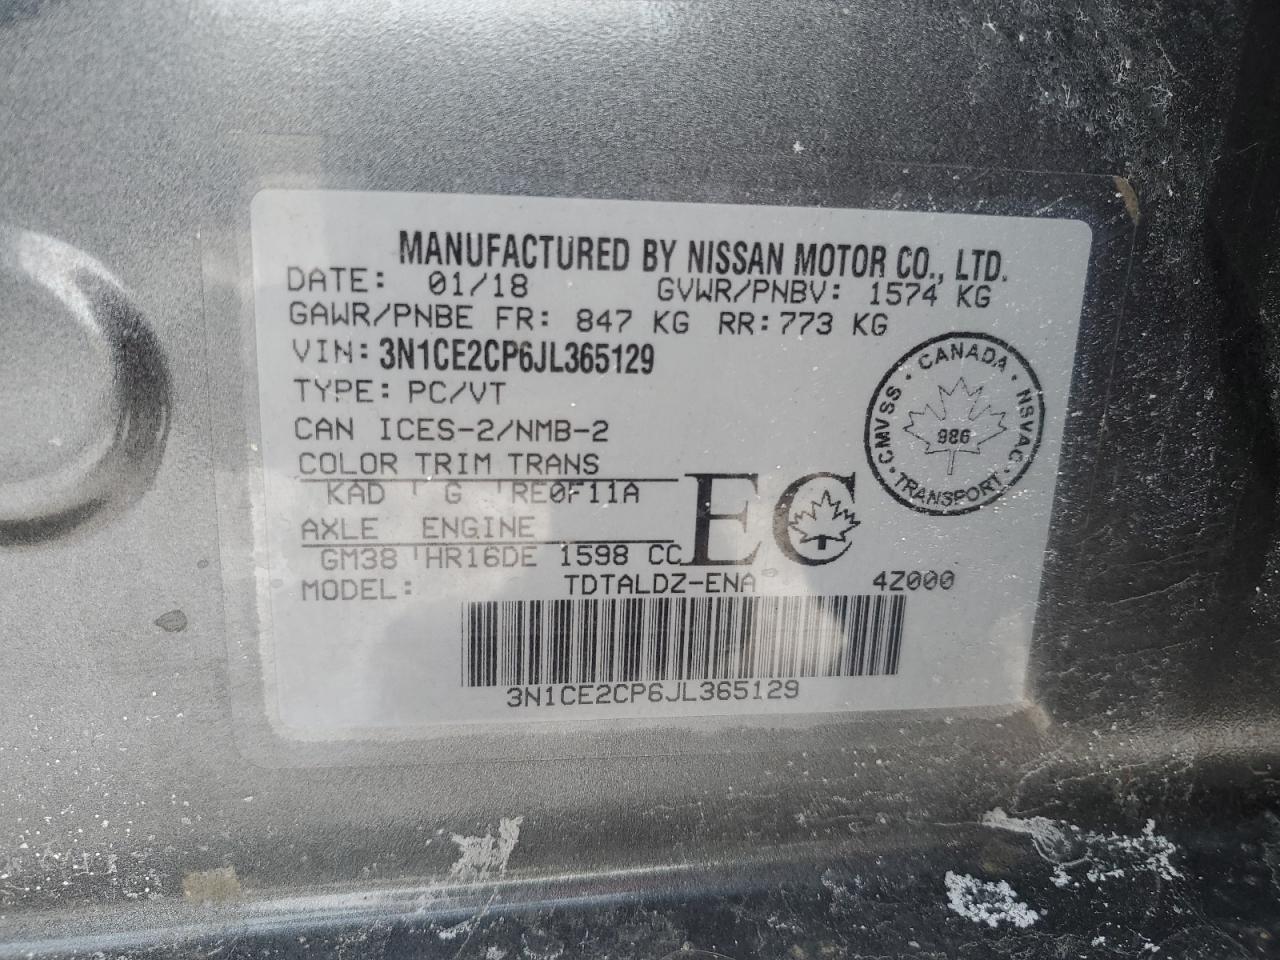 MANUFACTURED BY NISSAN MOTOR CO., LTD.
DATE: 01/18 GVWR/PNBV: 1574 KG
GAWR/PNBE FR: 847 KG RR: 773 KG
VIN: 3N1CE2CP6JL365129
TYPE: PC/VT
CAN ICES-2/NMB-2
COLOR TRIM TRANS
KAD G RE0F11A
AXLE ENGINE
GM38 HR16DE 1598 CC
EC
CANADA · NSVAC · TRANSPORT · CMVSS ·
986
MODEL: TDTALDZ-ENA 4Z000
3N1CE2CP6JL365129